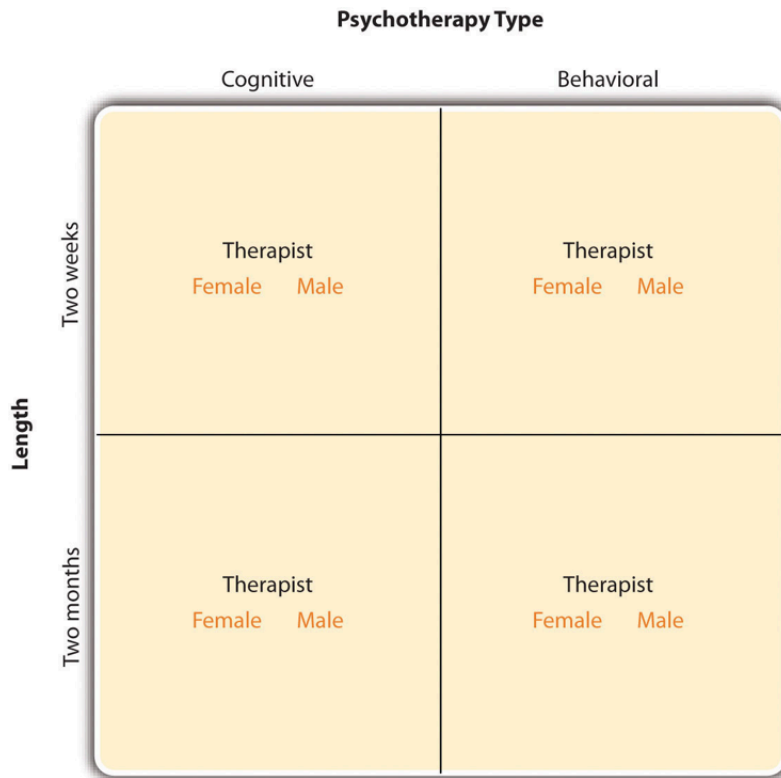 Psychotherapy Type
Cognitive Behavioral
Two weeks
Therapist Therapist
Female Male Female Male
Length
Two months
Therapist Therapist
Female Male Female Male